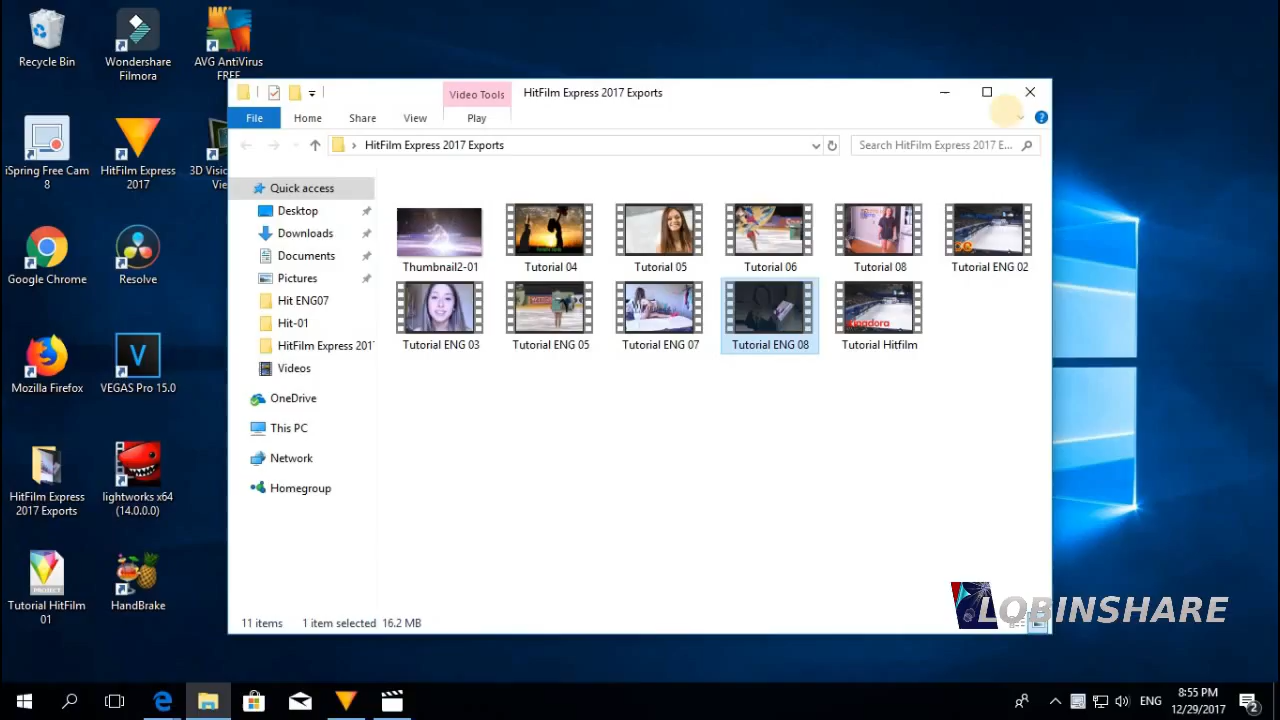 Recycle Bin
Wondershare
Filmora
AVG AntiVirus
FREE
iSpring Free Cam
8
HitFilm Express
2017
3D Vision
Google Chrome
Resolve
Mozilla Firefox
VEGAS Pro 15.0
HitFilm Express
2017 Exports
lightworks x64
(14.0.0.0)
PROJECT
Tutorial HitFilm
01
HandBrake
Video Tools
HitFilm Express 2017 Exports
File
Home
Share
View
Play
HitFilm Express 2017 Exports
Search HitFilm Express 2017 E...
Quick access
Desktop
Downloads
Documents
Pictures
Hit ENG07
Hit-01
HitFilm Express 2017
Videos
OneDrive
This PC
Network
Homegroup
Thumbnail2-01
Tutorial 04
Tutorial 05
Tutorial 06
Tutorial 08
Tutorial ENG 02
Tutorial ENG 03
Tutorial ENG 05
Tutorial ENG 07
Tutorial ENG 08
Tutorial Hitfilm
11 items
1 item selected 16.2 MB
LOBINSHARE
ENG
8:55 PM
12/29/2017
2